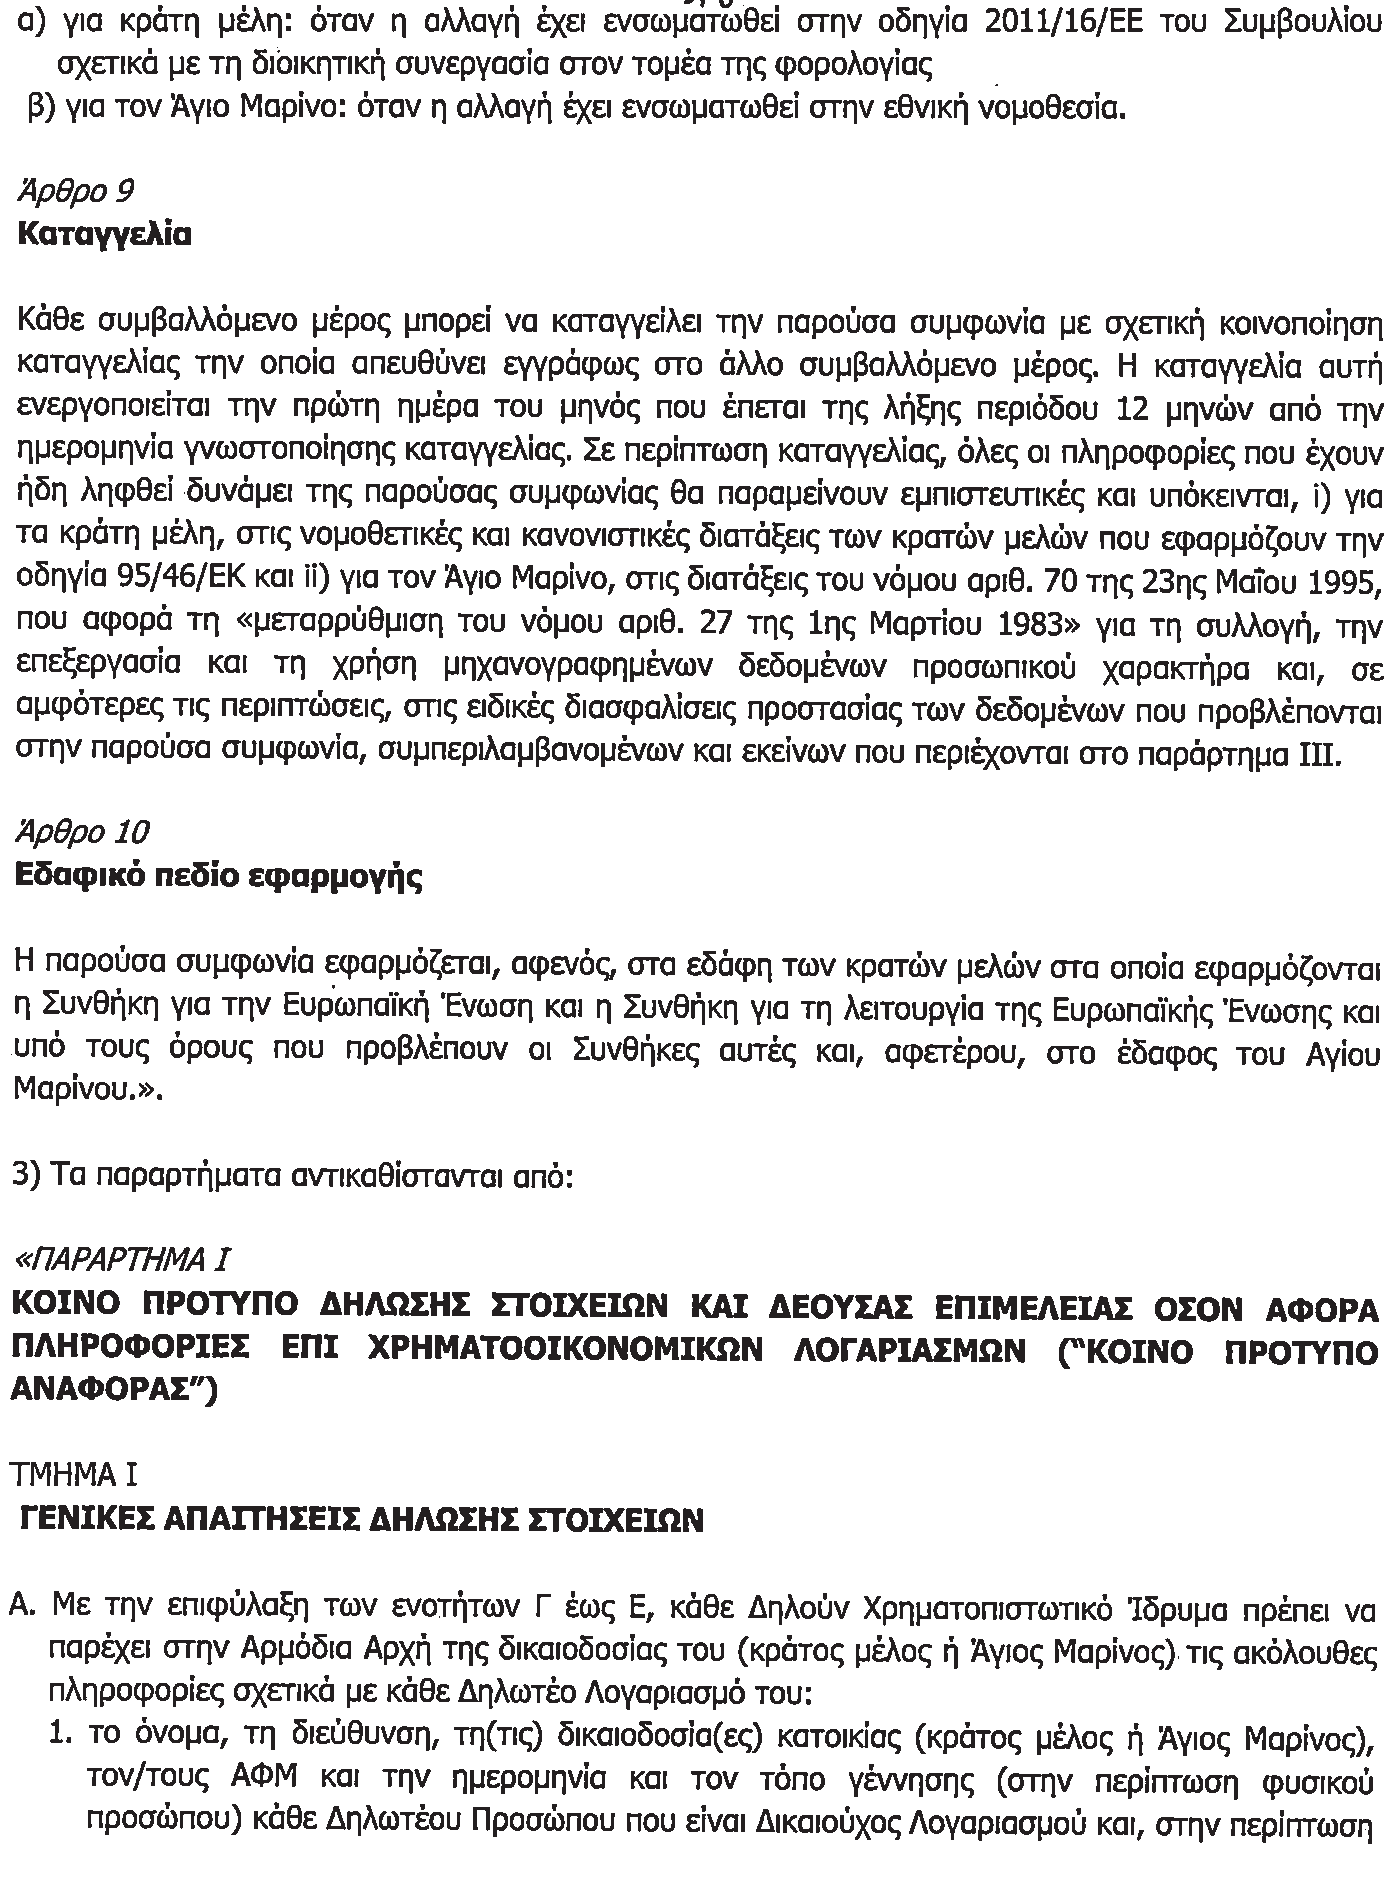 α) για κράτη μέλη: όταν η αλλαγή έχει ενσωματωθεί στην οδηγία 2011/16/ΕΕ του Συμβουλίου
σχετικά με τη διοικητική συνεργασία στον τομέα της φορολογίας
β) για τον Άγιο Μαρίνο: όταν η αλλαγή έχει ενσωματωθεί στην εθνική νομοθεσία.
Άρθρο 9
Καταγγελία
Κάθε συμβαλλόμενο μέρος μπορεί να καταγγείλει την παρούσα συμφωνία με σχετική κοινοποίηση
καταγγελίας την οποία απευθύνει εγγράφως στο άλλο συμβαλλόμενο μέρος. Η καταγγελία αυτή
ενεργοποιείται την πρώτη ημέρα του μηνός που έπεται της λήξης περιόδου 12 μηνών από την
ημερομηνία γνωστοποίησης καταγγελίας. Σε περίπτωση καταγγελίας, όλες οι πληροφορίες που έχουν
ήδη ληφθεί δυνάμει της παρούσας συμφωνίας θα παραμείνουν εμπιστευτικές και υπόκεινται, i) για
τα κράτη μέλη, στις νομοθετικές και κανονιστικές διατάξεις των κρατών μελών που εφαρμόζουν την
οδηγία 95/46/ΕΚ και ii) για τον Άγιο Μαρίνο, στις διατάξεις του νόμου αριθ. 70 της 23ης Μαΐου 1995,
που αφορά τη «μεταρρύθμιση του νόμου αριθ. 27 της 1ης Μαρτίου 1983» για τη συλλογή, την
επεξεργασία και τη χρήση μηχανογραφημένων δεδομένων προσωπικού χαρακτήρα και, σε
αμφότερες τις περιπτώσεις, στις ειδικές διασφαλίσεις προστασίας των δεδομένων που προβλέπονται
στην παρούσα συμφωνία, συμπεριλαμβανομένων και εκείνων που περιέχονται στο παράρτημα III.
Άρθρο 10
Εδαφικό πεδίο εφαρμογής
Η παρούσα συμφωνία εφαρμόζεται, αφενός, στα εδάφη των κρατών μελών στα οποία εφαρμόζονται
η Συνθήκη για την Ευρωπαϊκή Ένωση και η Συνθήκη για τη λειτουργία της Ευρωπαϊκής Ένωσης και
υπό τους όρους που προβλέπουν οι Συνθήκες αυτές και, αφετέρου, στο έδαφος του Αγίου
Μαρίνου.».
3) Τα παραρτήματα αντικαθίστανται από:
«ΠΑΡΑΡΤΗΜΑ I
ΚΟΙΝΟ ΠΡΟΤΥΠΟ ΔΗΛΩΣΗΣ ΣΤΟΙΧΕΙΩΝ ΚΑΙ ΔΕΟΥΣΑΣ ΕΠΙΜΕΛΕΙΑΣ ΟΣΟΝ ΑΦΟΡΑ
ΠΛΗΡΟΦΟΡΙΕΣ ΕΠΙ ΧΡΗΜΑΤΟΟΙΚΟΝΟΜΙΚΩΝ ΛΟΓΑΡΙΑΣΜΩΝ (“ΚΟΙΝΟ ΠΡΟΤΥΠΟ
ΑΝΑΦΟΡΑΣ”)
ΤΜΗΜΑ I
ΓΕΝΙΚΕΣ ΑΠΑΙΤΗΣΕΙΣ ΔΗΛΩΣΗΣ ΣΤΟΙΧΕΙΩΝ
Α. Με την επιφύλαξη των ενοτήτων Γ έως Ε, κάθε Δηλούν Χρηματοπιστωτικό Ίδρυμα πρέπει να
παρέχει στην Αρμόδια Αρχή της δικαιοδοσίας του (κράτος μέλος ή Άγιος Μαρίνος) τις ακόλουθες
πληροφορίες σχετικά με κάθε Δηλωτέο Λογαριασμό του:
1. το όνομα, τη διεύθυνση, τη(τις) δικαιοδοσία(ες) κατοικίας (κράτος μέλος ή Άγιος Μαρίνος),
τον/τους ΑΦΜ και την ημερομηνία και τον τόπο γέννησης (στην περίπτωση φυσικού
προσώπου) κάθε Δηλωτέου Προσώπου που είναι Δικαιούχος Λογαριασμού και, στην περίπτωση